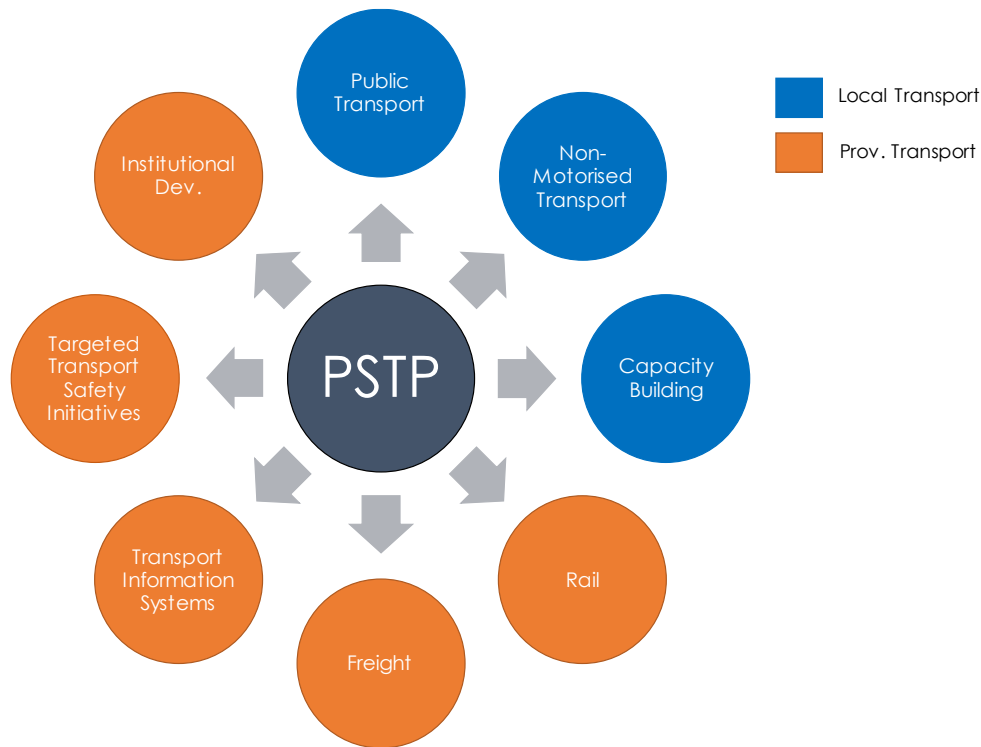 Public
Transport
Non-
Motorised
Transport
Capacity
Building
Rail
Freight
Transport
Information
Systems
Targeted
Transport
Safety
Initiatives
Institutional
Dev.
PSTP
Local Transport
Prov. Transport